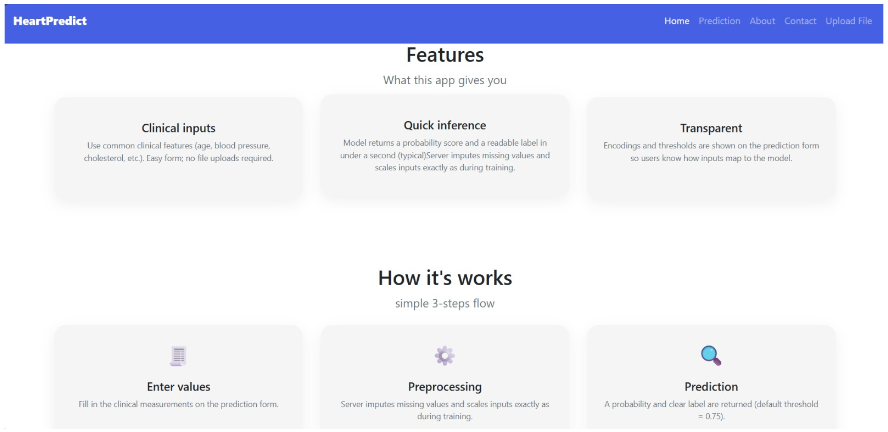 HeartPredict
Home Prediction About Contact Upload File
Features
What this app gives you
Clinical inputs
Use common clinical features (age, blood pressure,
cholesterol, etc.). Easy form; no file uploads required.
Quick inference
Model returns a probability score and a readable label in
under a second (typical)Server imputes missing values and
scales inputs exactly as during training.
Transparent
Encodings and thresholds are shown on the prediction form
so users know how inputs map to the model.
How it's works
simple 3-steps flow
Enter values
Fill in the clinical measurements on the prediction form.
Preprocessing
Server imputes missing values and scales inputs exactly as
during training.
Prediction
A probability and clear label are returned (default threshold
= 0.75).